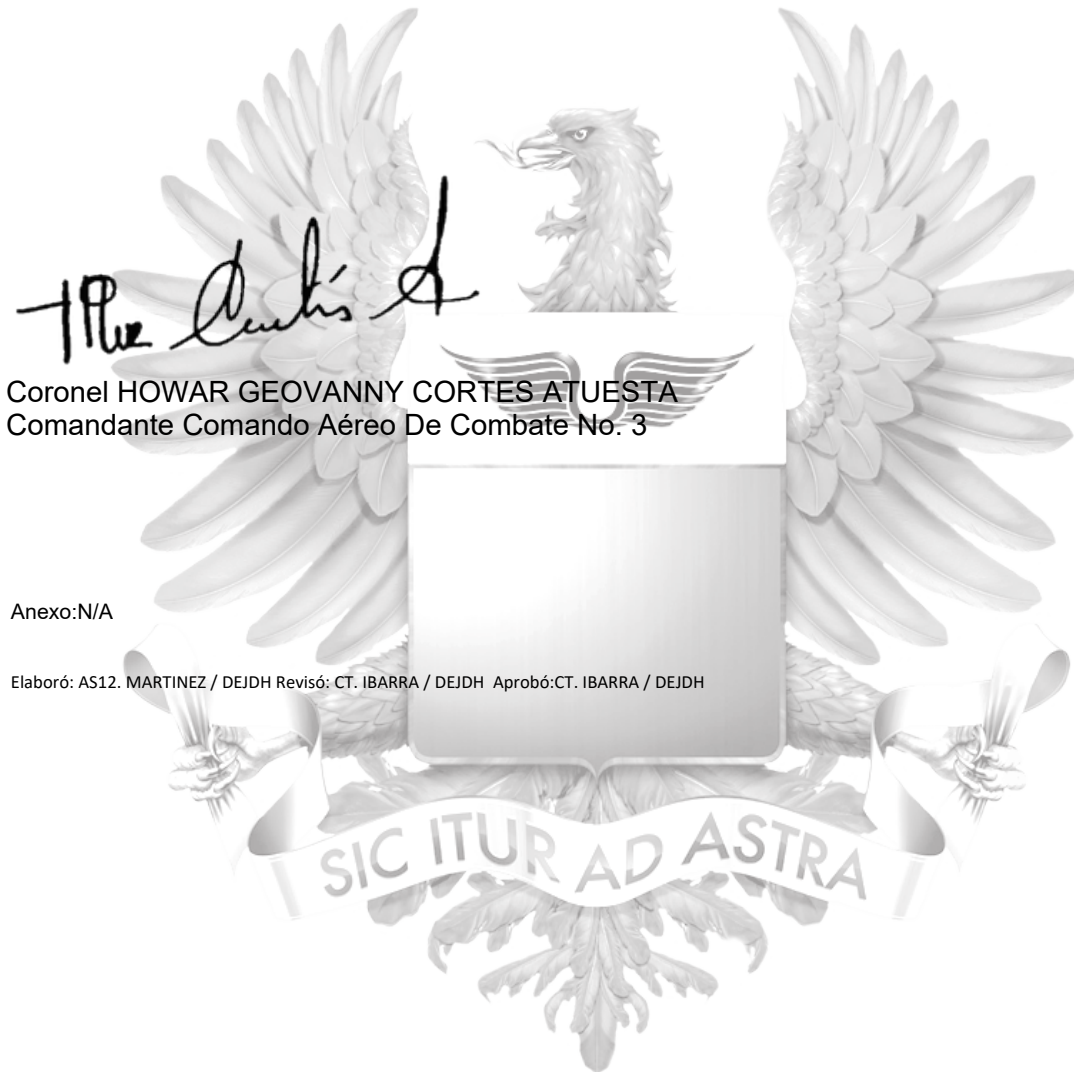 Coronel HOWAR GEOVANNY CORTES ATUESTA
Comandante Comando Aéreo De Combate No. 3
Anexo:N/A
Elaboró: AS12. MARTINEZ / DEJDH Revisó: CT. IBARRA / DEJDH Aprobó:CT. IBARRA / DEJDH
SIC ITUR AD ASTRA